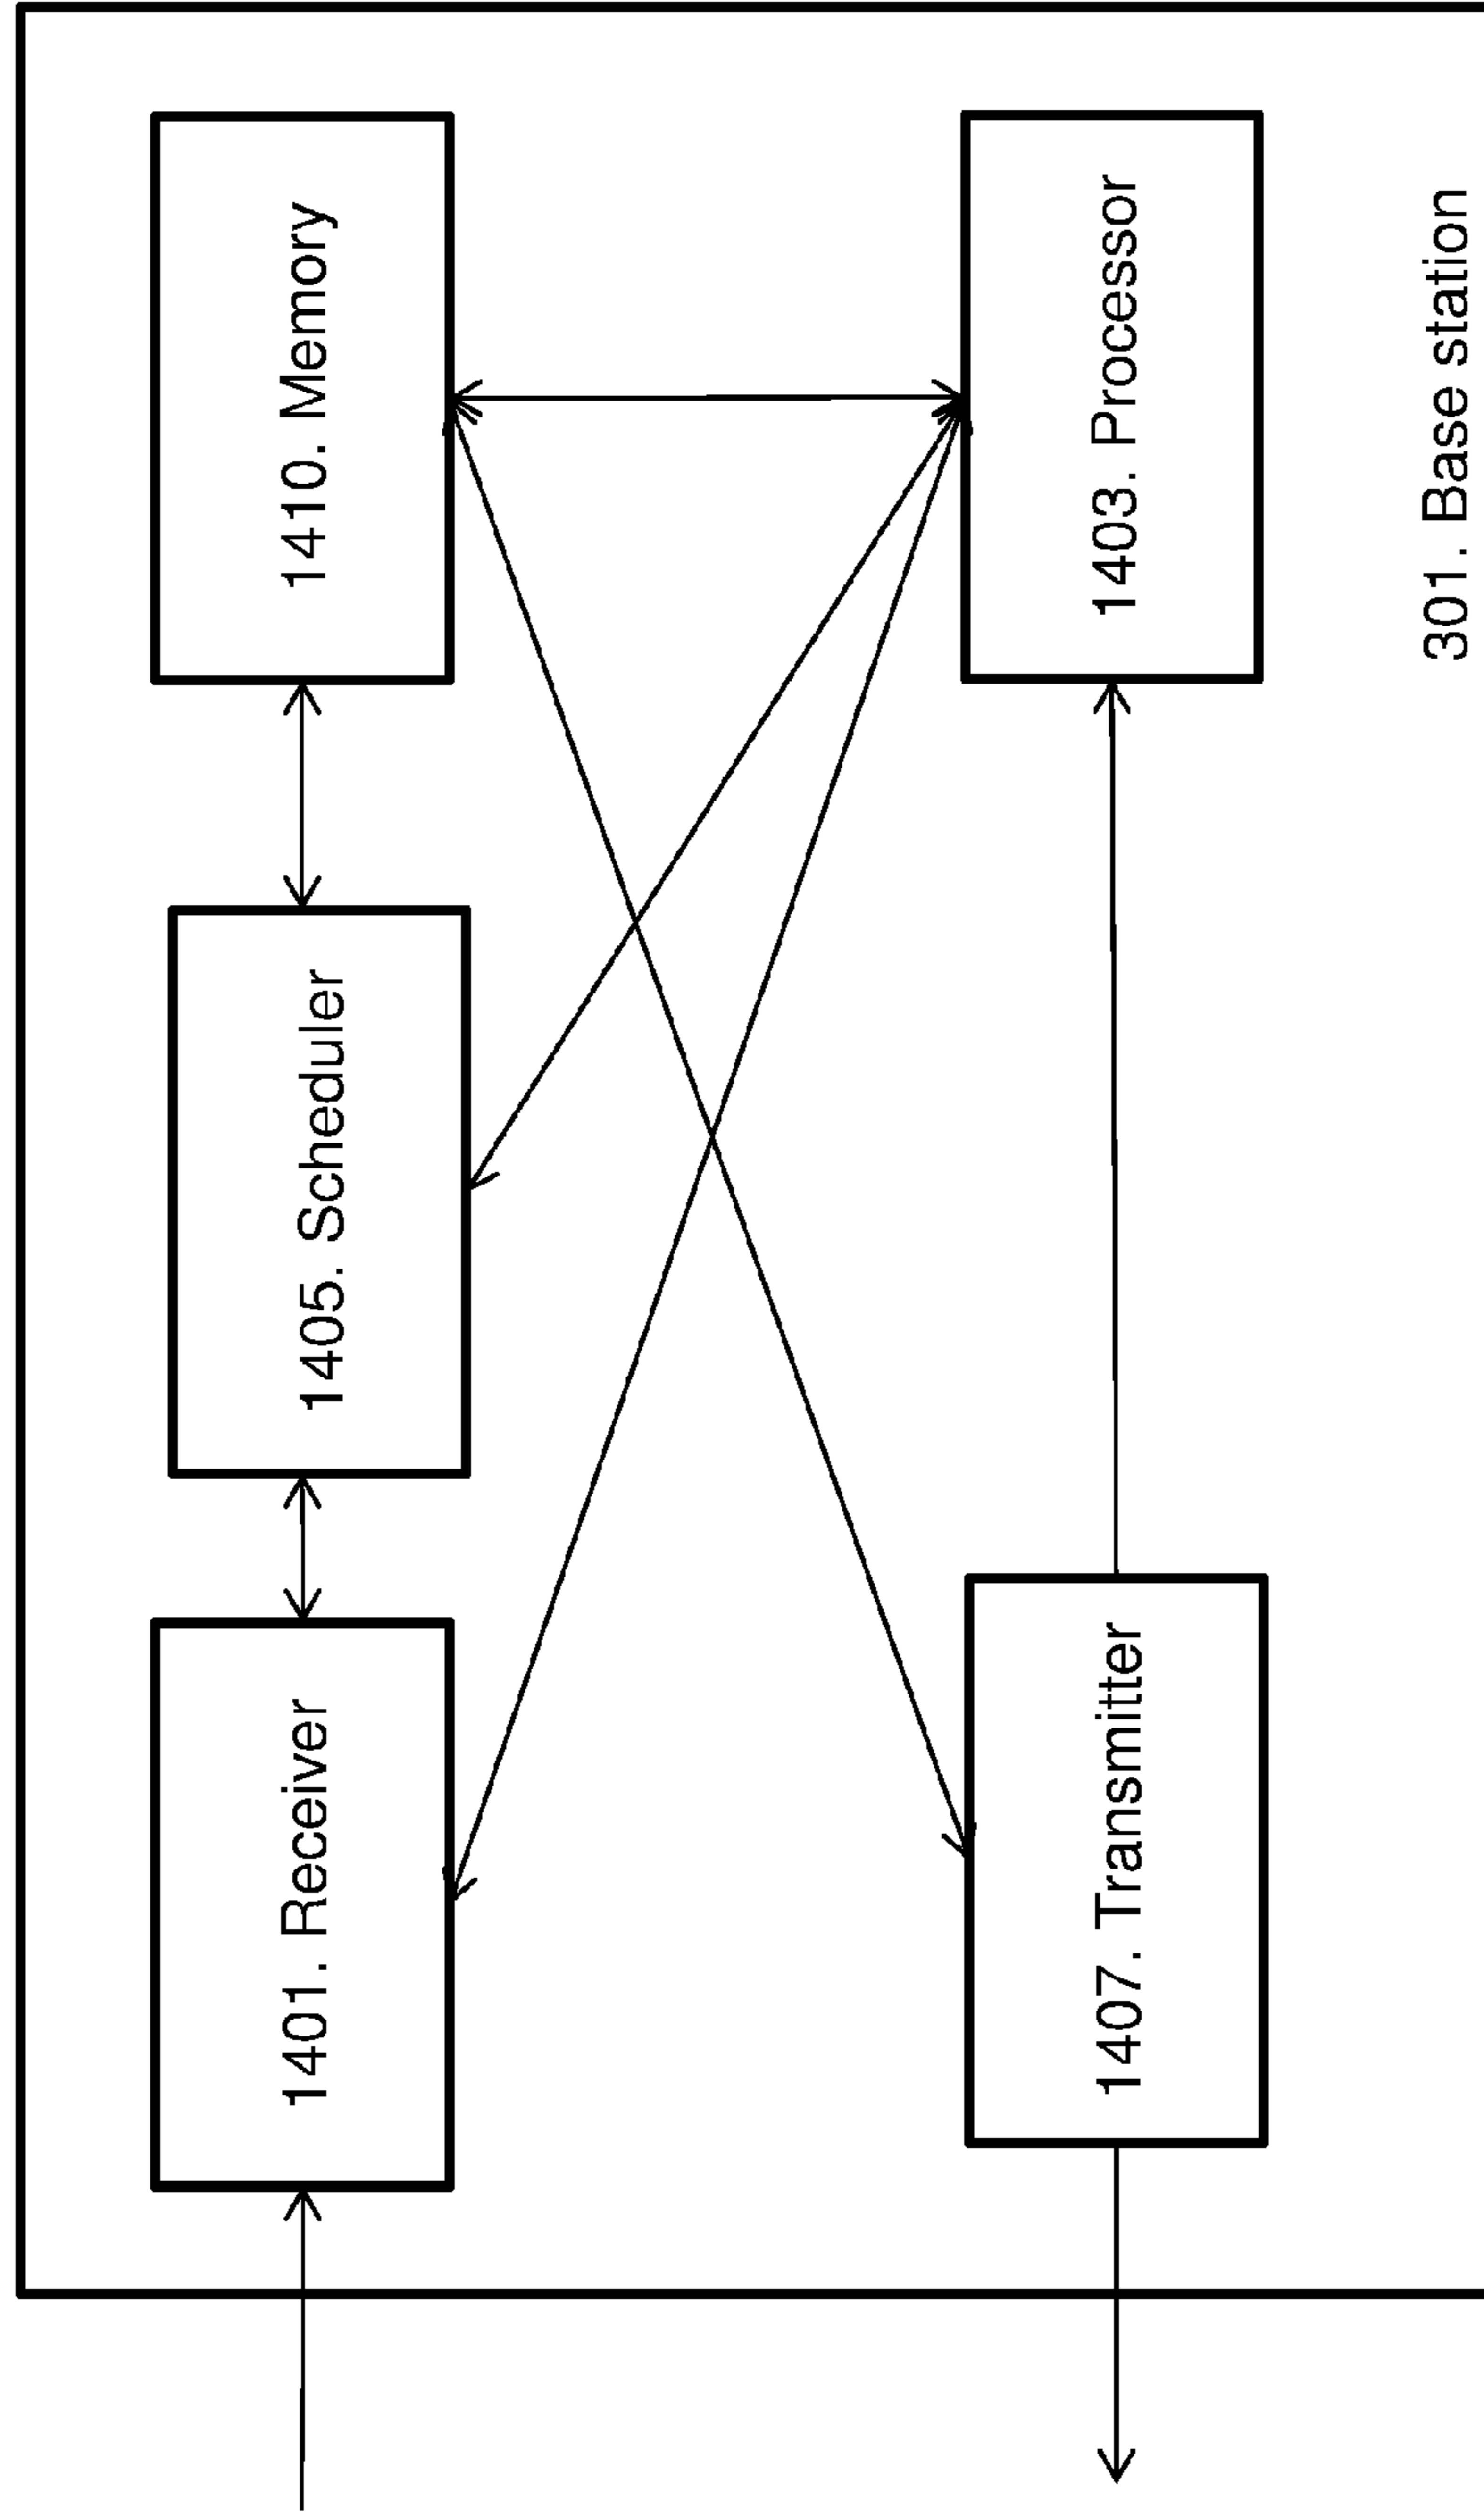 1401. Receiver
1405. Scheduler
1410. Memory
1407. Transmitter
1403. Processor
301. Base station